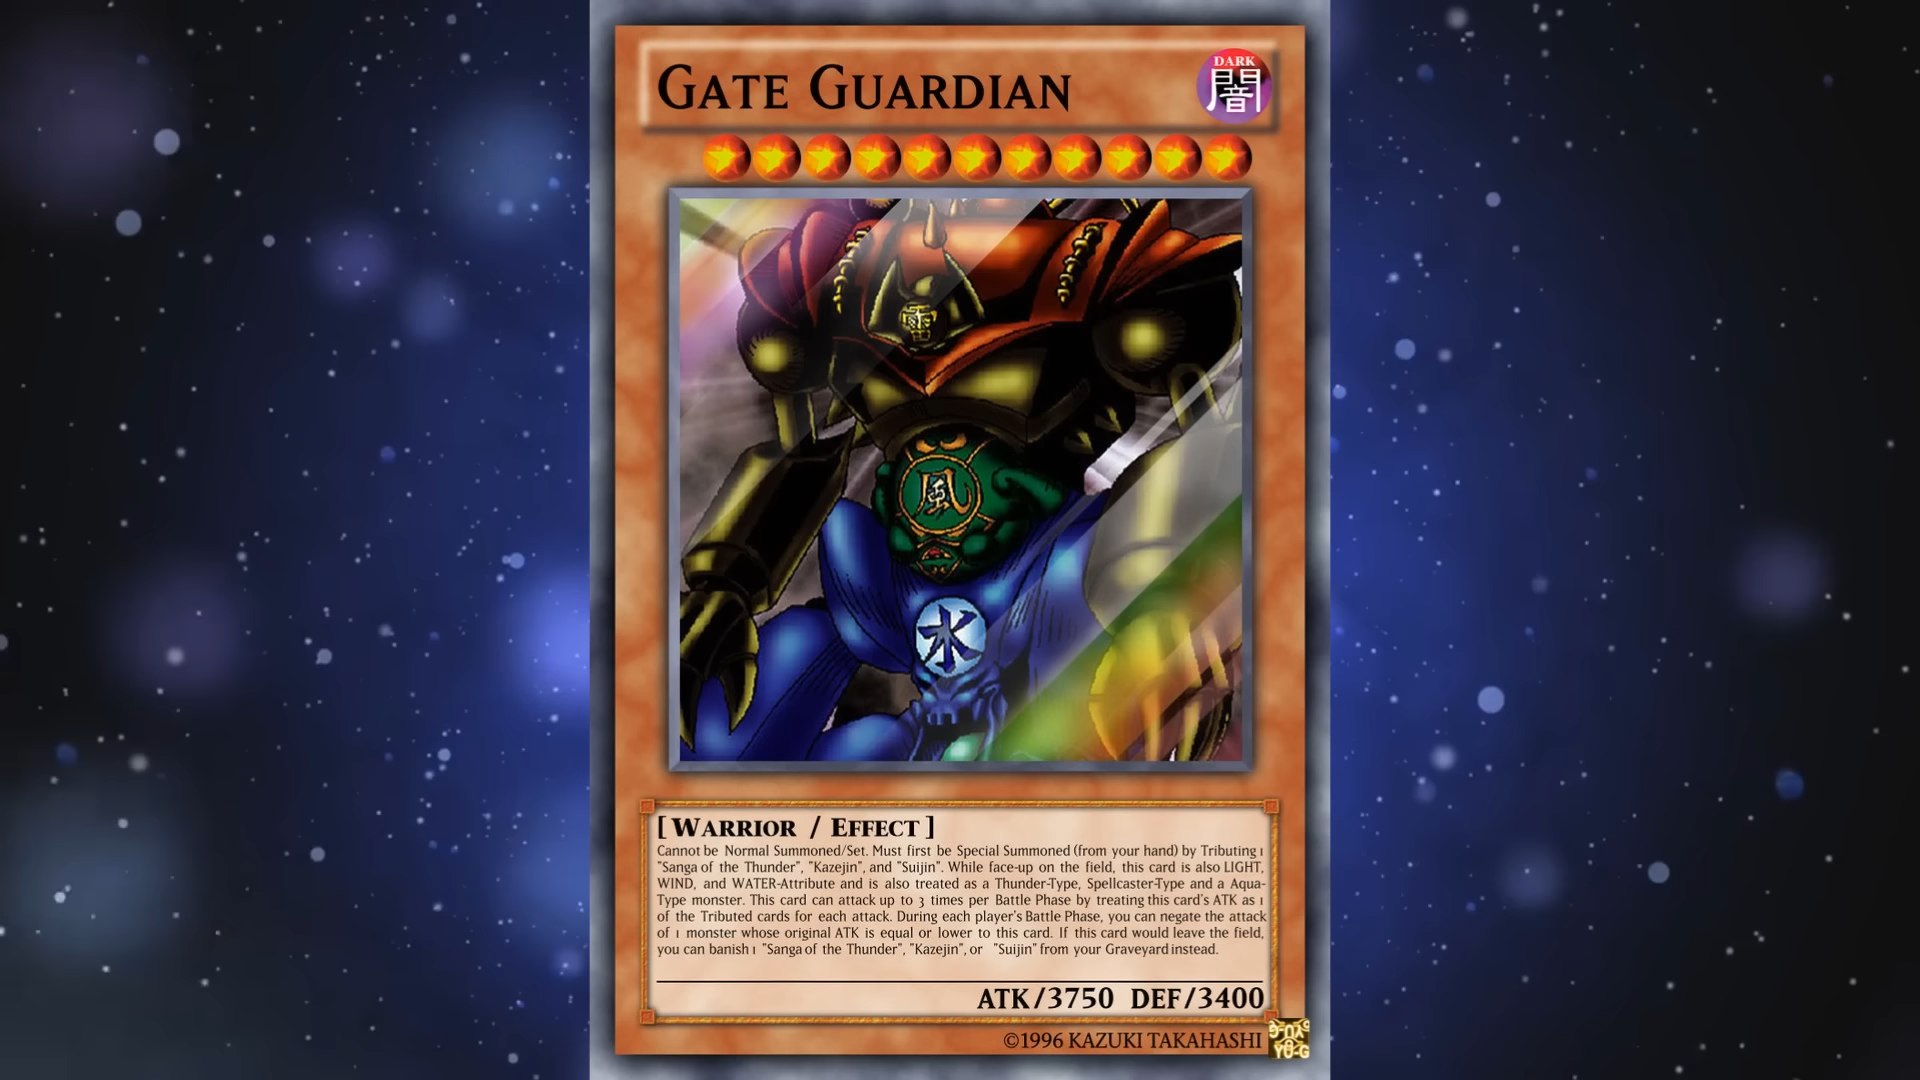 GATE GUARDIAN
DARK
闇
雷
風
水
[ WARRIOR / EFFECT ]
Cannot be Normal Summoned/Set. Must first be Special Summoned (from your hand) by Tributing 1
"Sanga of the Thunder", "Kazejin", and "Suijin". While face-up on the field, this card is also LIGHT,
WIND, and WATER-Attribute and is also treated as a Thunder-Type, Spellcaster-Type and a Aqua-
Type monster. This card can attack up to 3 times per Battle Phase by treating this card's ATK as 1
of the Tributed cards for each attack. During each player's Battle Phase, you can negate the attack
of 1 monster whose original ATK is equal or lower to this card. If this card would leave the field,
you can banish 1 "Sanga of the Thunder", "Kazejin", or "Suijin" from your Graveyard instead.
ATK/3750 DEF/3400
©1996 KAZUKI TAKAHASHI